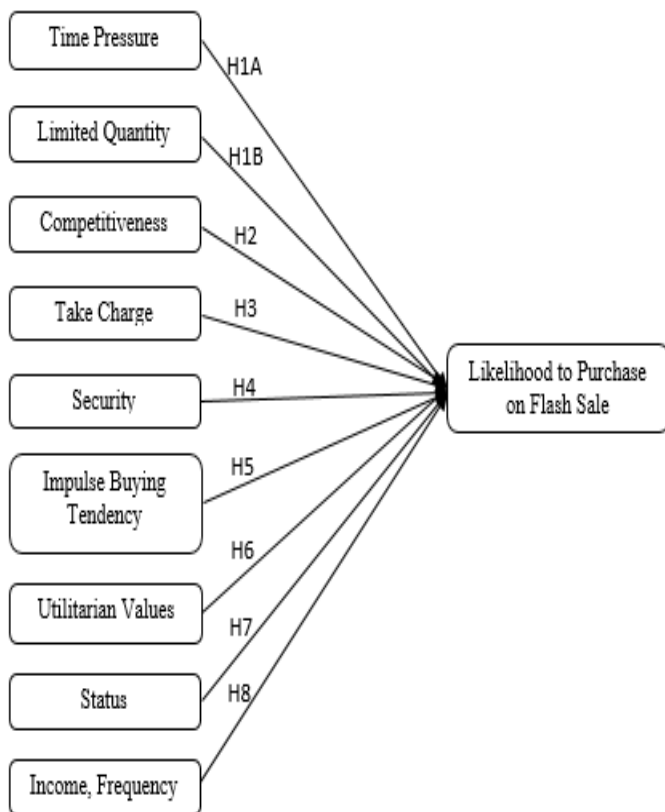 Time Pressure
H1A
Limited Quantity
H1B
Competitiveness
H2
Take Charge
H3
Security
H4
Impulse Buying
Tendency
H5
Utilitarian Values
H6
Status
H7
Income, Frequency
H8
Likelihood to Purchase
on Flash Sale